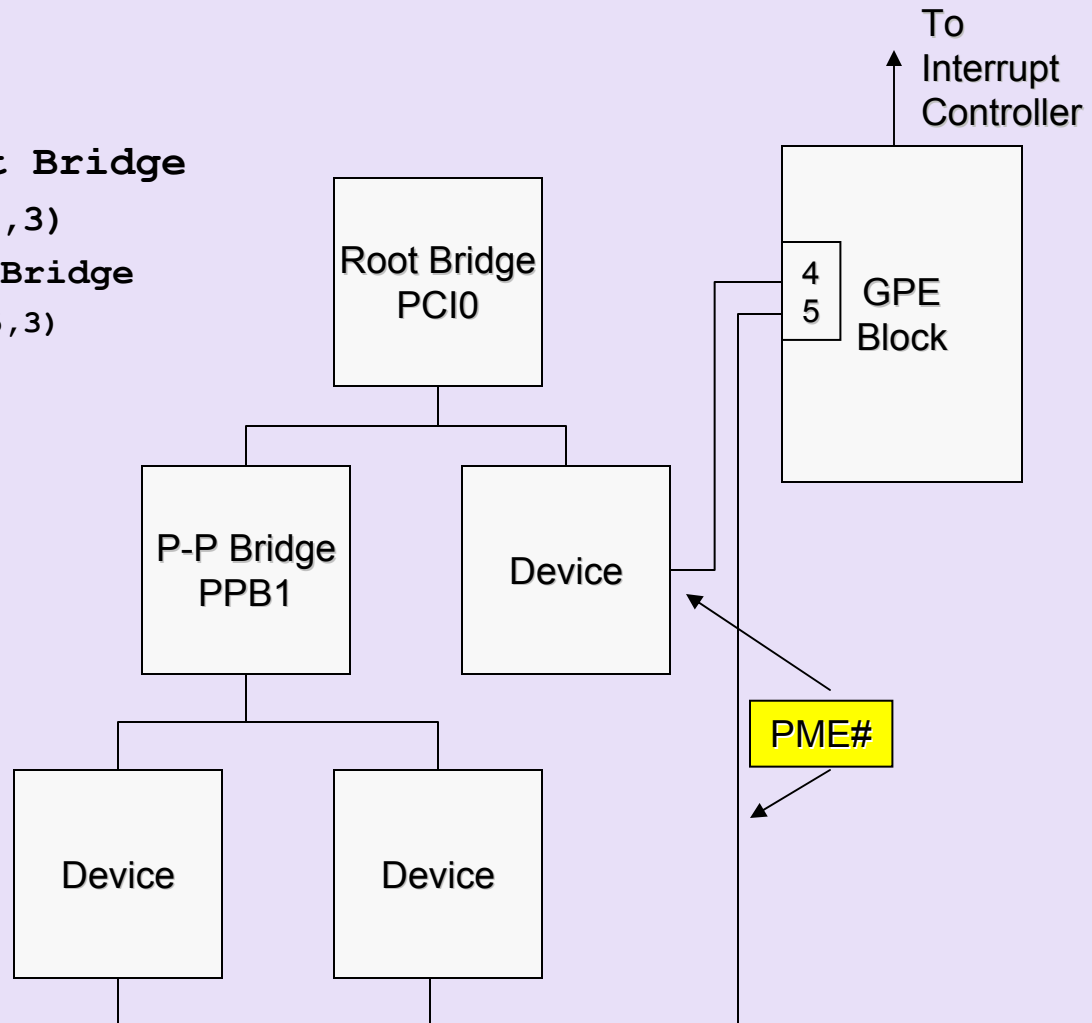 To
Interrupt
Controller
Bridge
,3)
Bridge
,3)
Root Bridge
PCI0
4
5
GPE
Block
P-P Bridge
PPB1
Device
PME#
Device
Device